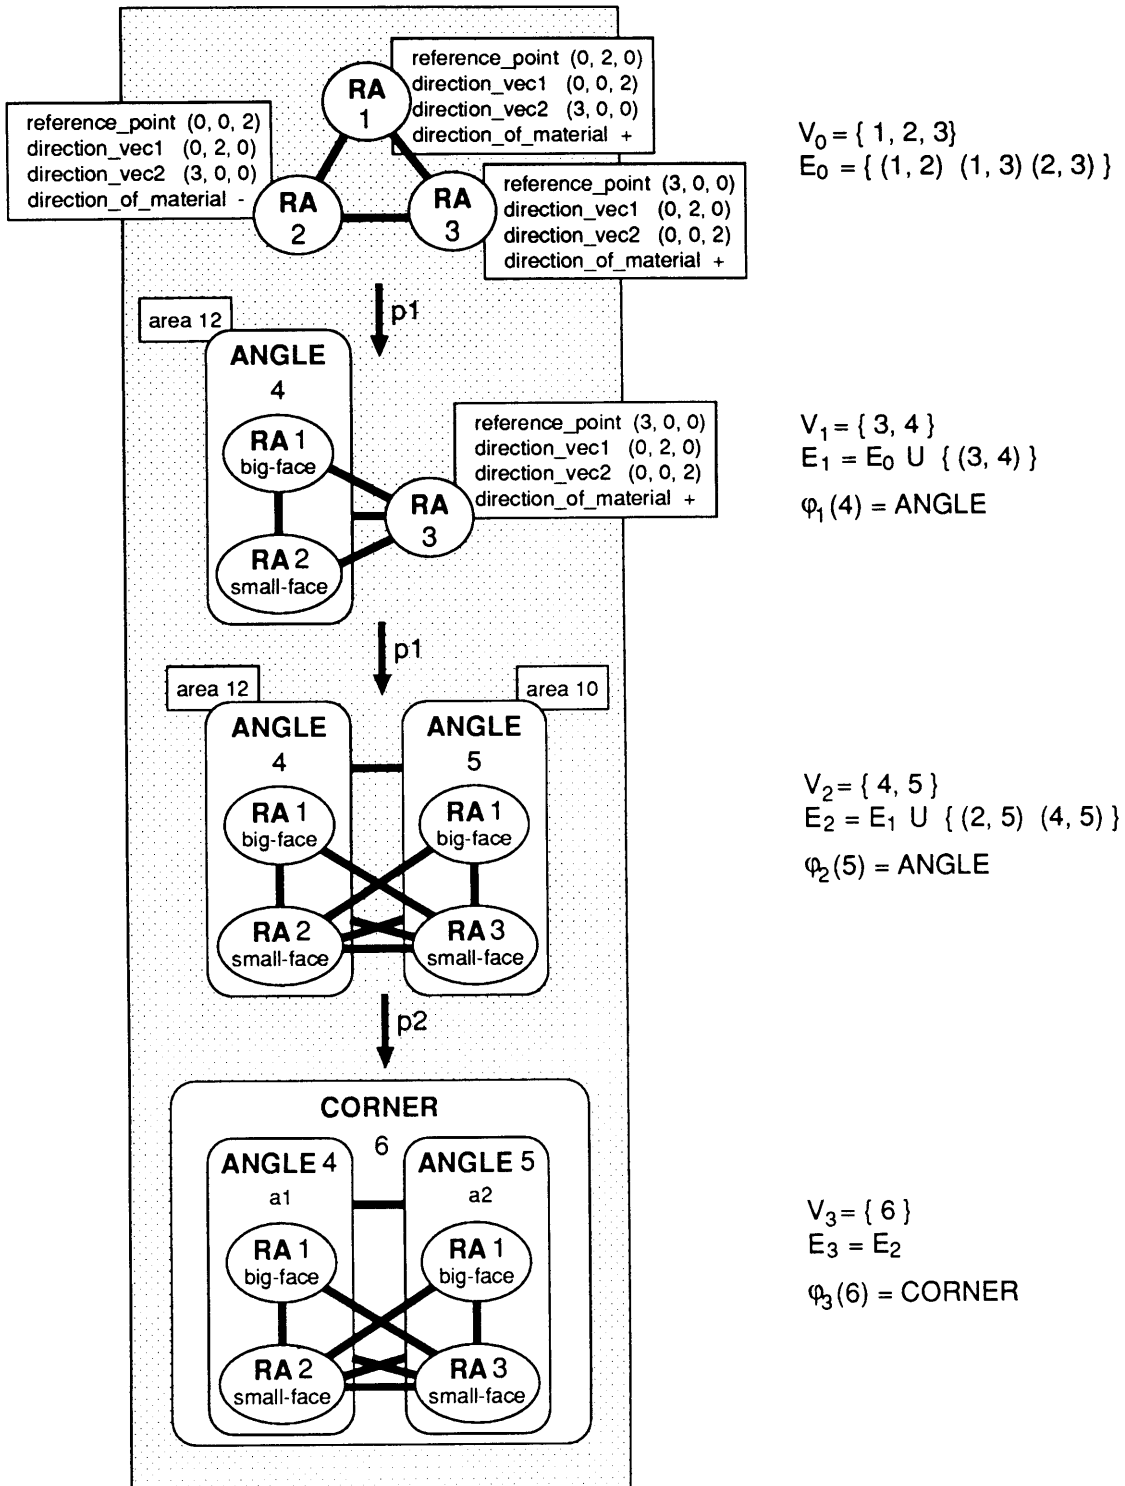 reference_point (0, 2, 0)
direction_vec1 (0, 0, 2)
direction_vec2 (3, 0, 0)
direction_of_material +
RA
1
reference_point (0, 0, 2)
direction_vec1 (0, 2, 0)
direction_vec2 (3, 0, 0)
direction_of_material -
RA
2
RA
3
reference_point (3, 0, 0)
direction_vec1 (0, 2, 0)
direction_vec2 (0, 0, 2)
direction_of_material +
V₀ = { 1, 2, 3}
E₀ = { (1, 2) (1, 3) (2, 3) }
p1
area 12
ANGLE
4
RA 1
big-face
RA 2
small-face
RA
3
reference_point (3, 0, 0)
direction_vec1 (0, 2, 0)
direction_vec2 (0, 0, 2)
direction_of_material +
V₁ = { 3, 4 }
E₁ = E₀ U { (3, 4) }
φ₁(4) = ANGLE
p1
area 12
ANGLE
4
RA 1
big-face
RA 2
small-face
area 10
ANGLE
5
RA 1
big-face
RA 3
small-face
V₂ = { 4, 5 }
E₂ = E₁ U { (2, 5) (4, 5) }
φ₂(5) = ANGLE
p2
CORNER
6
ANGLE 4
a1
RA 1
big-face
RA 2
small-face
ANGLE 5
a2
RA 1
big-face
RA 3
small-face
V₃ = { 6 }
E₃ = E₂
φ₃(6) = CORNER